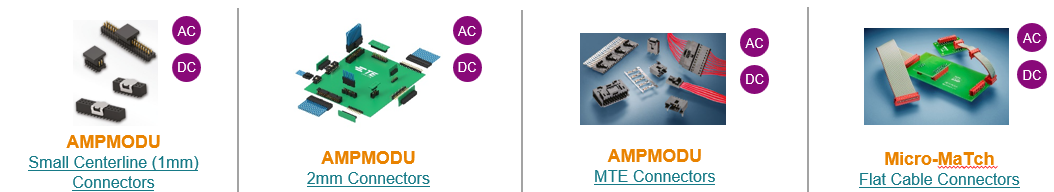 AC
DC
AMPMODU
Small Centerline (1mm)
Connectors
AC
DC
TE
AMPMODU
2mm Connectors
AC
DC
AMPMODU
MTE Connectors
AC
DC
Micro-MaTch
Flat Cable Connectors